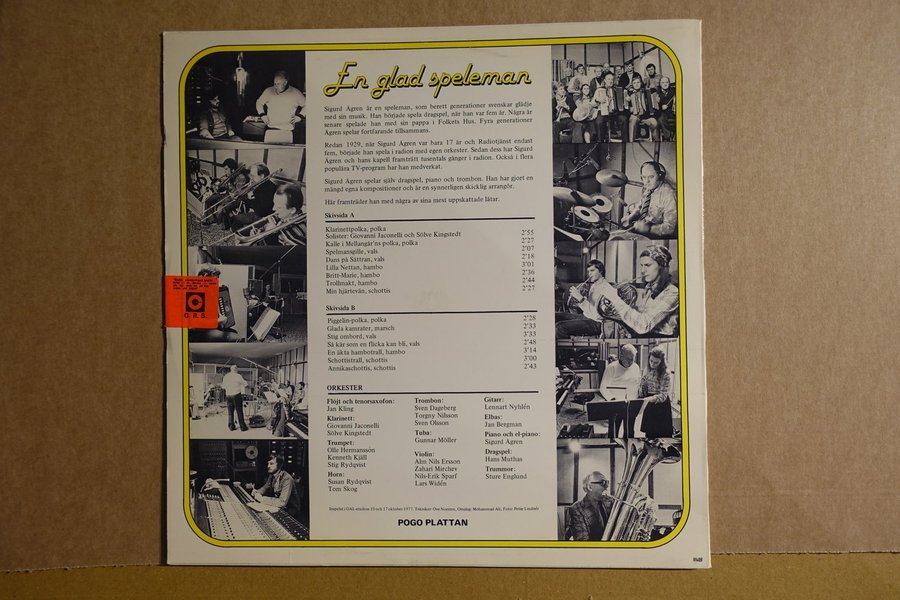 En glad speleman
Sigurd Ågren är en speleman, som berett generationer svenskar glädje
med sin musik. Han började spela dragspel, när han var fem år. Några år
senare spelade han med sin pappa i Folkets Hus. Fyra generationer
Ågren spelar fortfarande tillsammans.
Redan 1929, när Sigurd Ågren var bara 17 år och Radiotjänst endast
fem, började han spela i radion med egen orkester. Sedan dess har Sigurd
Ågren och hans kapell framträtt tusentals gånger i radion. Också i flera
populära TV-program har han medverkat.
Sigurd Ågren spelar själv dragspel, piano och trombon. Han har gjort en
mängd egna kompositioner och är en synnerligen skicklig arrangör.
Här framträder han med några av sina mest uppskattade låtar.
Skivsida A
Klarinettpolka, polka
Solister: Giovanni Jaconelli och Sölve Kingstedt 2'55
Kalle i Mellangår'ns polka, polka 2'27
Spelmansgille, vals 2'07
Dans på Sättran, vals 2'18
Lilla Nettan, hambo 3'01
Britt-Marie, hambo 2'36
Trollmakt, hambo 2'44
Min hjärtevän, schottis 2'27
Skivsida B
Piggelin-polka, polka 2'28
Glada kamrater, marsch 2'33
Stig ombord, vals 3'33
Så kär som en flicka kan bli, vals 2'48
En äkta hambotrall, hambo 3'14
Schottistrall, schottis 3'00
Annikaschottis, schottis 2'43
ORKESTER
Flöjt och tenorsaxofon:
Jan Kling
Klarinett:
Giovanni Jaconelli
Sölve Kingstedt
Trumpet:
Olle Hermansson
Kenneth Kjäll
Stig Rydqvist
Horn:
Susan Rydqvist
Tom Skog
Trombon:
Sven Dageberg
Torgny Nilsson
Sven Olsson
Tuba:
Gunnar Möller
Violin:
Alm Nils Ersson
Zahari Mirchev
Nils-Erik Sparf
Lars Widén
Gitarr:
Lennart Nyhlén
Elbas:
Jan Bergman
Piano och el-piano:
Sigurd Ågren
Dragspel:
Hans Muthas
Trummor:
Sture Englund
POGO PLATTAN
G. R. S.